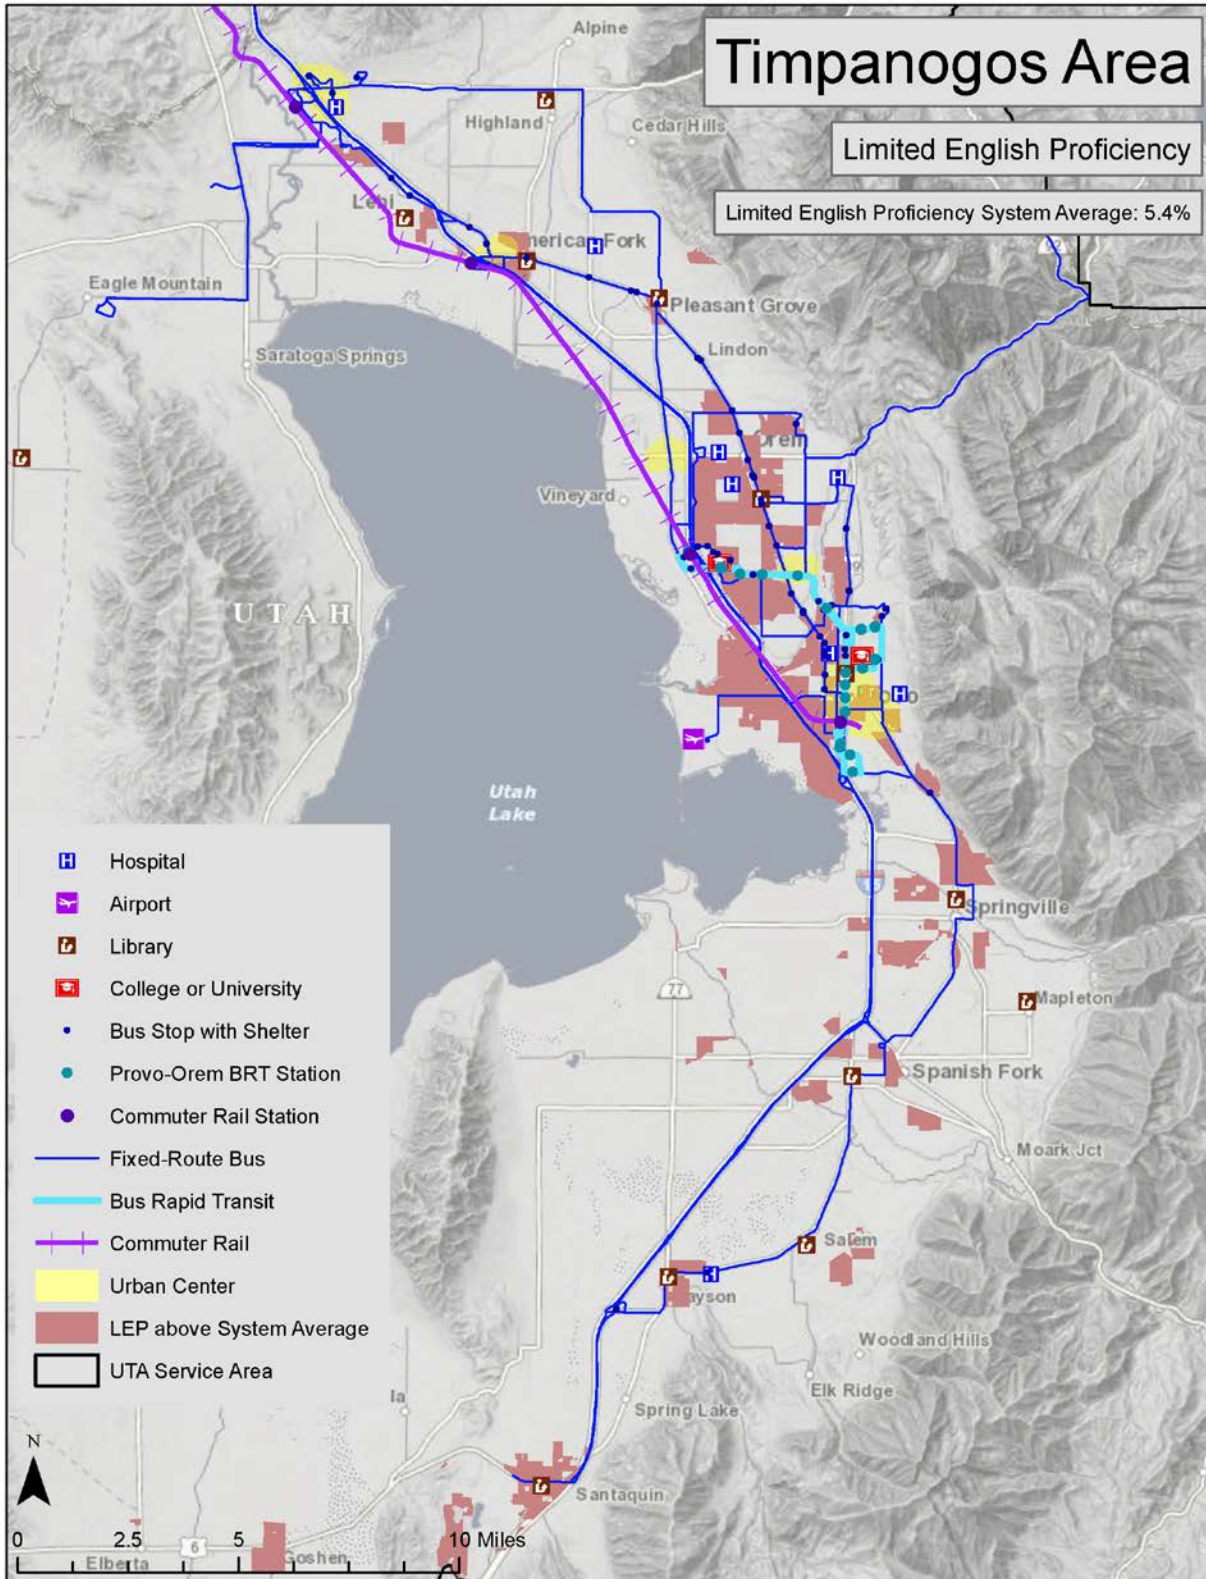 Timpanogos Area
Limited English Proficiency
Limited English Proficiency System Average: 5.4%
Alpine
Highland
Cedar Hills
Lehi
American Fork
92
Eagle Mountain
Pleasant Grove
Saratoga Springs
Lindon
Orem
Vineyard
UTAH
Provo
Utah
Lake
Springville
77
Mapleton
Spanish Fork
Moark Jct
Salem
Payson
Woodland Hills
Elk Ridge
Spring Lake
Santaquin
Hospital
Airport
Library
College or University
Bus Stop with Shelter
Provo-Orem BRT Station
Commuter Rail Station
Fixed-Route Bus
Bus Rapid Transit
Commuter Rail
Urban Center
LEP above System Average
UTA Service Area
la
N
0 2.5 5 10 Miles
Elberta
6
Goshen